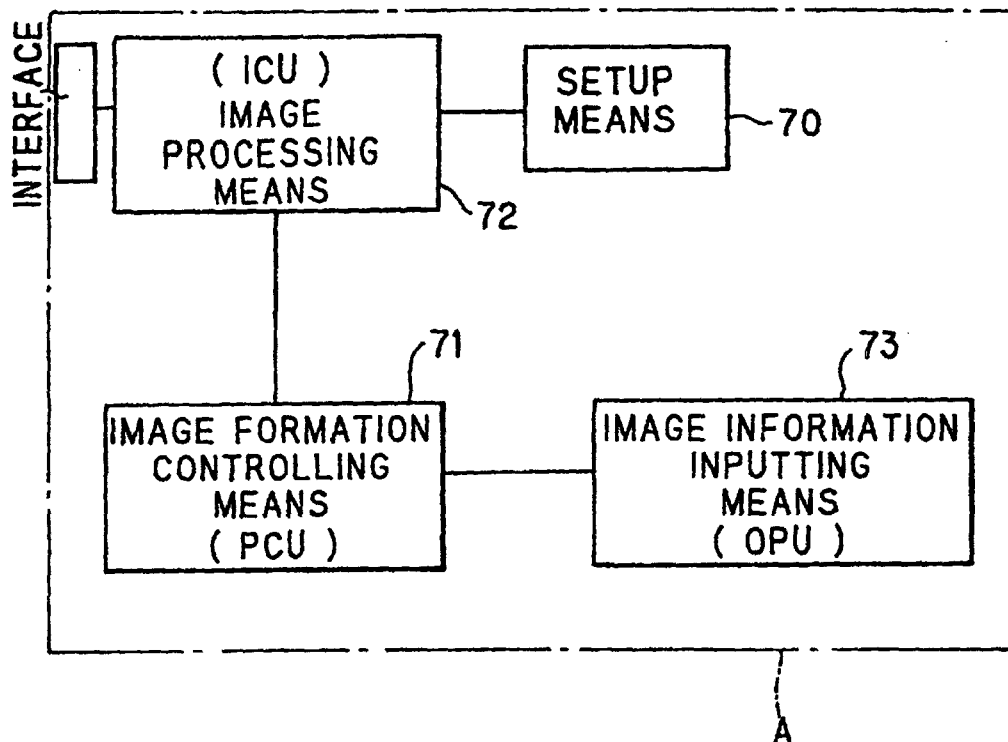 INTERFACE
( ICU )
IMAGE
PROCESSING
MEANS
72
SETUP
MEANS
70
71
IMAGE FORMATION
CONTROLLING
MEANS
( PCU )
73
IMAGE INFORMATION
INPUTTING
MEANS
( OPU )
A